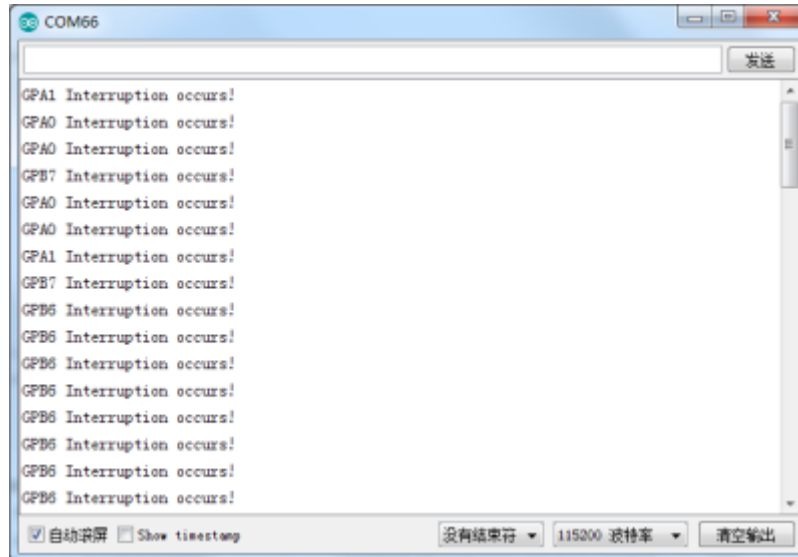 COM66
发送
GPA1 Interruption occurs!
GPA0 Interruption occurs!
GPA0 Interruption occurs!
GPB7 Interruption occurs!
GPA0 Interruption occurs!
GPA0 Interruption occurs!
GPA1 Interruption occurs!
GPB7 Interruption occurs!
GPB6 Interruption occurs!
GPB6 Interruption occurs!
GPB6 Interruption occurs!
GPB6 Interruption occurs!
GPB6 Interruption occurs!
GPB6 Interruption occurs!
GPB6 Interruption occurs!
GPB6 Interruption occurs!
自动滚屏 Show timestamp 没有结束符 115200 波特率 清空输出